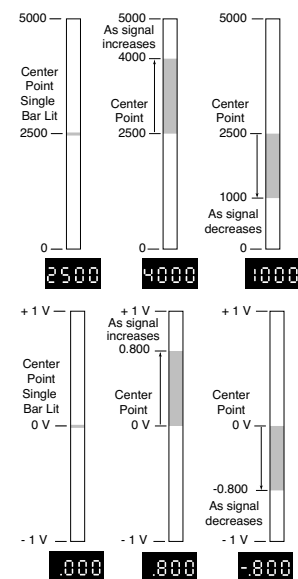 5000
Center
Point
Single
Bar Lit
2500
0
2500
5000
As signal
increases
4000
Center
Point
2500
0
4000
5000
Center
Point
2500
1000
As signal
decreases
0
1000
+ 1 V
Center
Point
Single
Bar Lit
0 V
- 1 V
.000
+ 1 V
As signal
increases
0.800
Center
Point
0 V
- 1 V
.800
+ 1 V
Center
Point
0 V
-0.800
As signal
decreases
- 1 V
-.800